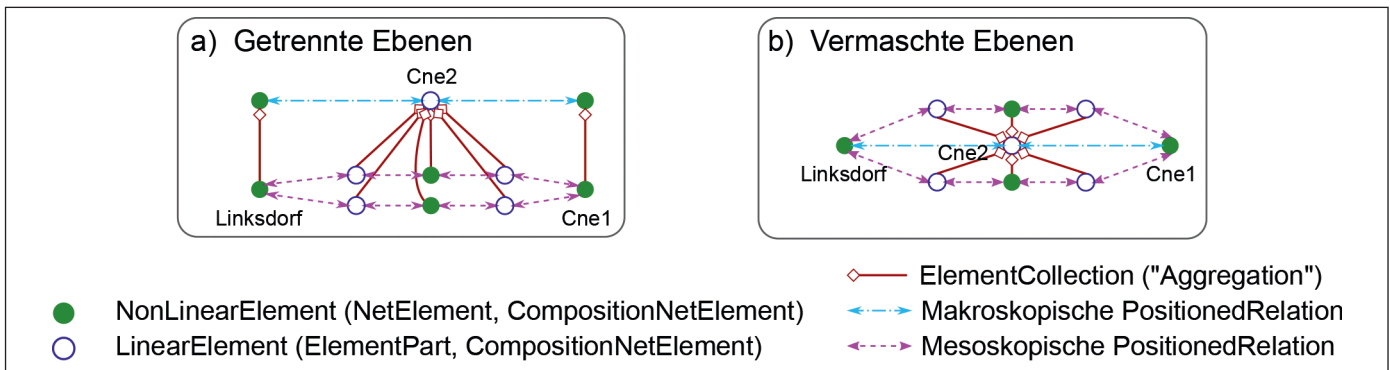 a) Getrennte Ebenen
Cne2
Linksdorf
Cne1
b) Vermaschte Ebenen
Cne2
Linksdorf
Cne1
NonLinearElement (NetElement, CompositionNetElement)
LinearElement (ElementPart, CompositionNetElement)
ElementCollection ("Aggregation")
Makroskopische PositionedRelation
Mesoskopische PositionedRelation